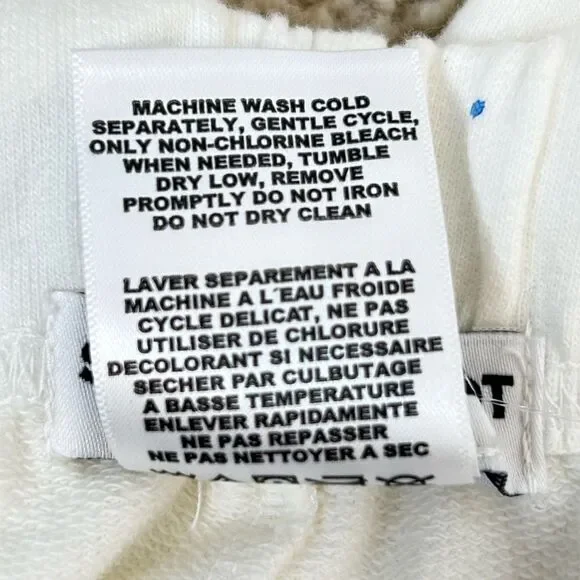 MACHINE WASH COLD
SEPARATELY, GENTLE CYCLE,
ONLY NON-CHLORINE BLEACH
WHEN NEEDED, TUMBLE
DRY LOW, REMOVE
PROMPTLY DO NOT IRON
DO NOT DRY CLEAN
LAVER SEPAREMENT A LA
MACHINE A L´EAU FROIDE
CYCLE DELICAT, NE PAS
UTILISER DE CHLORURE
DECOLORANT SI NECESSAIRE
SECHER PAR CULBUTAGE
A BASSE TEMPERATURE
ENLEVER RAPIDAMENTE
NE PAS REPASSER
NE PAS NETTOYER A SEC